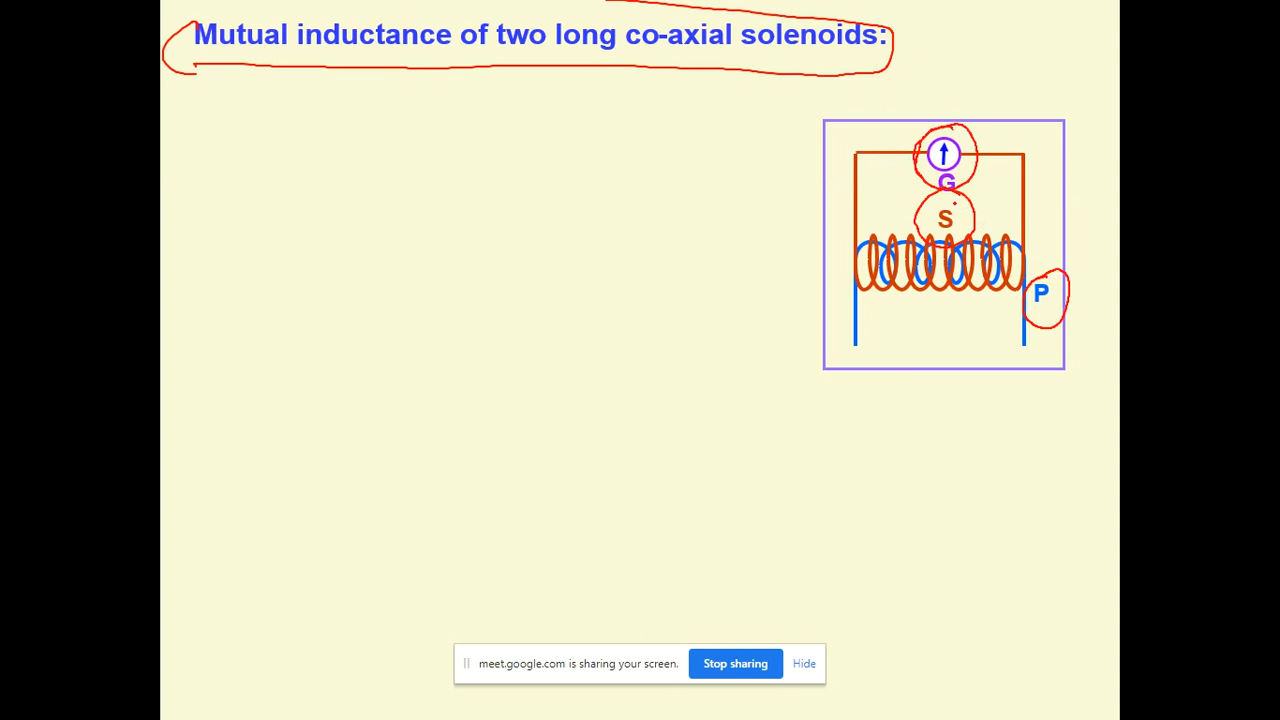 Mutual inductance of two long co-axial solenoids:
G
S
P
meet.google.com is sharing your screen. Stop sharing Hide